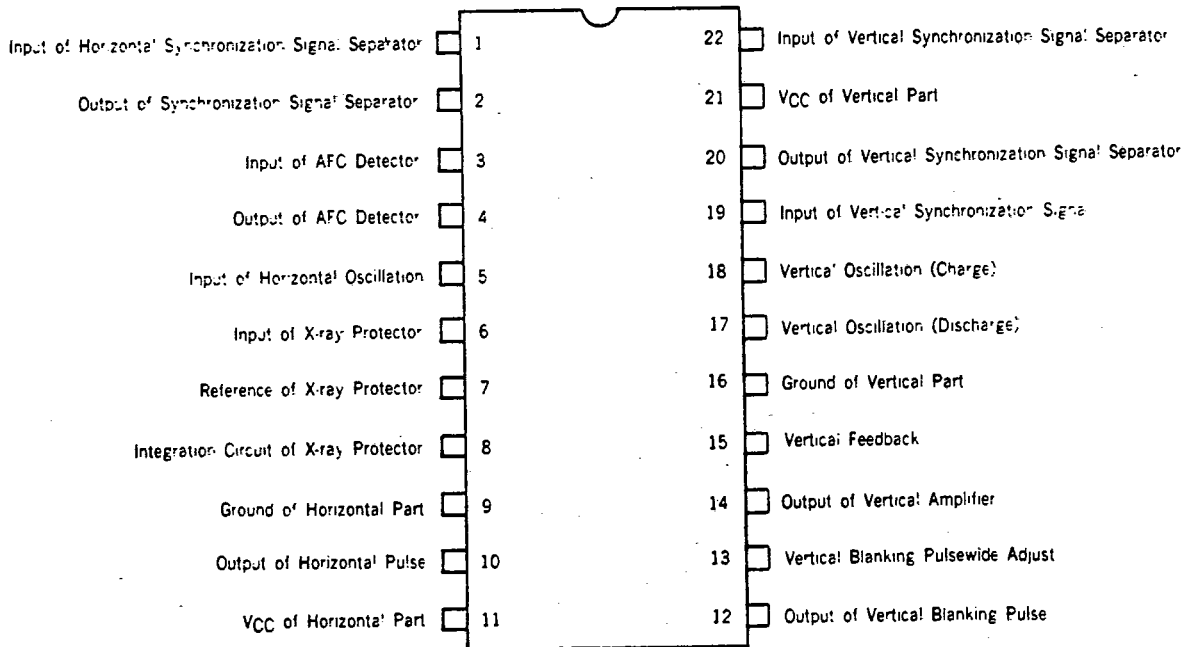 Input of Horizontal Synchronization Signal Separator 1
Output of Synchronization Signal Separator 2
Input of AFC Detector 3
Output of AFC Detector 4
Input of Horizontal Oscillation 5
Input of X-ray Protector 6
Reference of X-ray Protector 7
Integration Circuit of X-ray Protector 8
Ground of Horizontal Part 9
Output of Horizontal Pulse 10
VCC of Horizontal Part 11
22 Input of Vertical Synchronization Signal Separator
21 VCC of Vertical Part
20 Output of Vertical Synchronization Signal Separator
19 Input of Vertical Synchronization Signal
18 Vertical Oscillation (Charge)
17 Vertical Oscillation (Discharge)
16 Ground of Vertical Part
15 Vertical Feedback
14 Output of Vertical Amplifier
13 Vertical Blanking Pulsewide Adjust
12 Output of Vertical Blanking Pulse